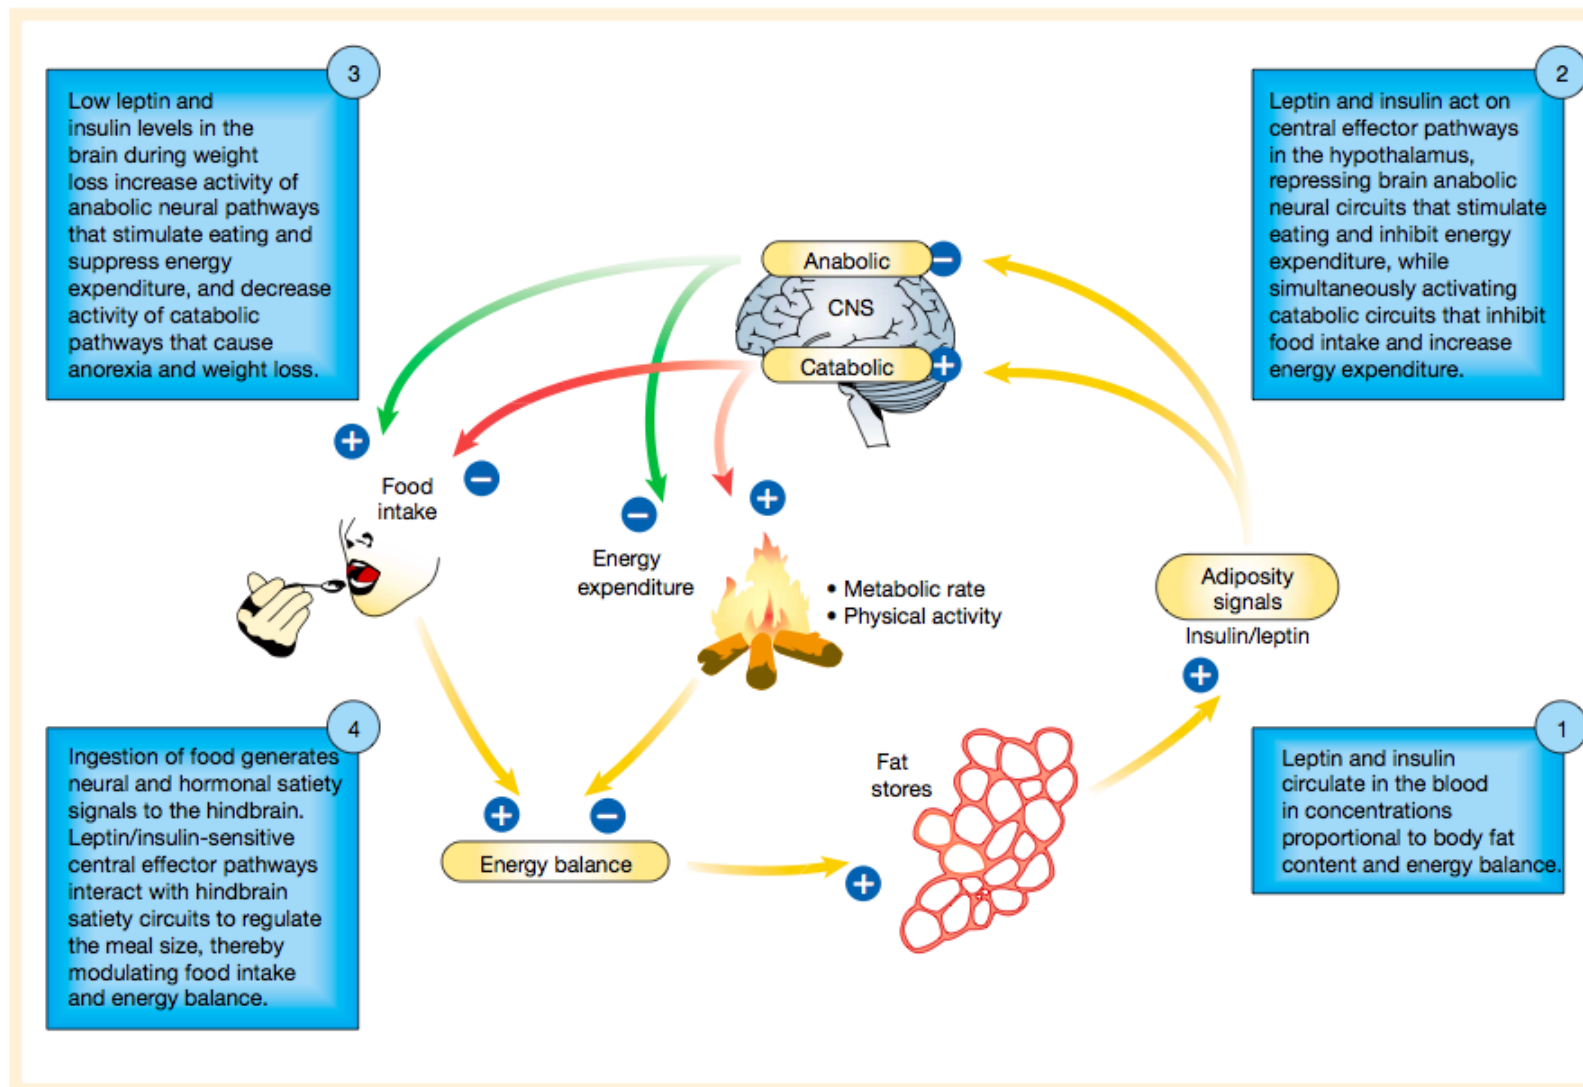 3
Low leptin and
insulin levels in the
brain during weight
loss increase activity of
anabolic neural pathways
that stimulate eating and
suppress energy
expenditure, and decrease
activity of catabolic
pathways that cause
anorexia and weight loss.
2
Leptin and insulin act on
central effector pathways
in the hypothalamus,
repressing brain anabolic
neural circuits that stimulate
eating and inhibit energy
expenditure, while
simultaneously activating
catabolic circuits that inhibit
food intake and increase
energy expenditure.
Anabolic
−
CNS
Catabolic
+
+
−
Food
intake
−
+
Energy
expenditure
• Metabolic rate
• Physical activity
Adiposity
signals
Insulin/leptin
+
4
Ingestion of food generates
neural and hormonal satiety
signals to the hindbrain.
Leptin/insulin-sensitive
central effector pathways
interact with hindbrain
satiety circuits to regulate
the meal size, thereby
modulating food intake
and energy balance.
+
−
Energy balance
+
Fat
stores
1
Leptin and insulin
circulate in the blood
in concentrations
proportional to body fat
content and energy balance.